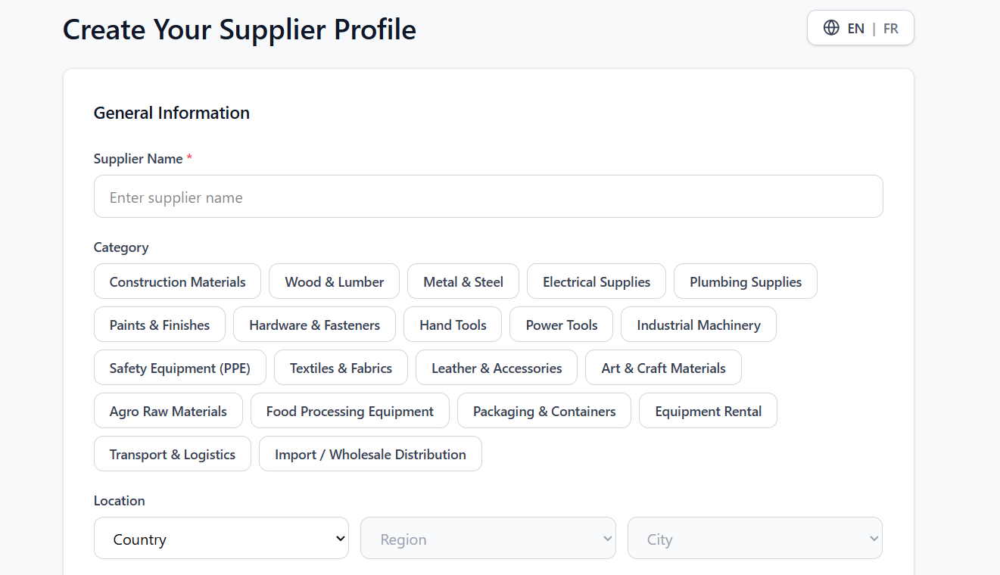 Create Your Supplier Profile
EN | FR
General Information
Supplier Name *
Enter supplier name
Category
Construction Materials Wood & Lumber Metal & Steel Electrical Supplies Plumbing Supplies
Paints & Finishes Hardware & Fasteners Hand Tools Power Tools Industrial Machinery
Safety Equipment (PPE) Textiles & Fabrics Leather & Accessories Art & Craft Materials
Agro Raw Materials Food Processing Equipment Packaging & Containers Equipment Rental
Transport & Logistics Import / Wholesale Distribution
Location
Country Region City